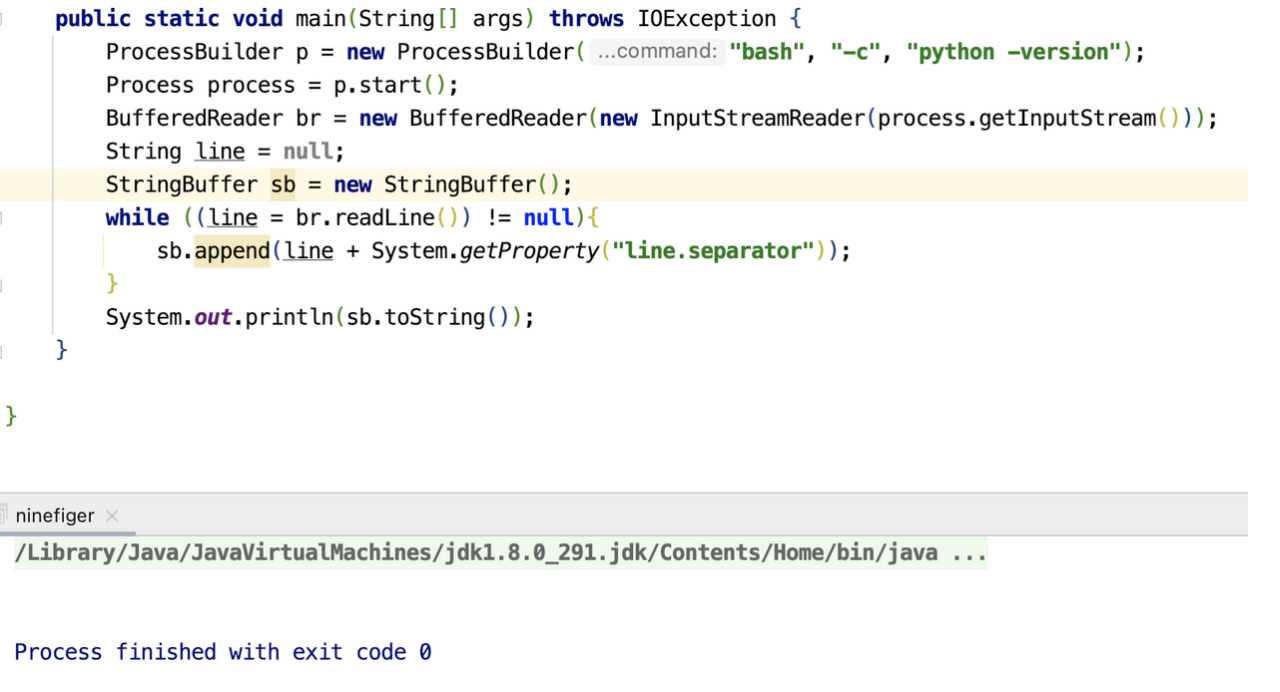 public static void main(String[] args) throws IOException {
ProcessBuilder p = new ProcessBuilder( ...command: "bash", "-c", "python -version");
Process process = p.start();
BufferedReader br = new BufferedReader(new InputStreamReader(process.getInputStream()));
String line = null;
StringBuffer sb = new StringBuffer();
while ((line = br.readLine()) != null){
sb.append(line + System.getProperty("line.separator"));
}
System.out.println(sb.toString());
}
}
ninefiger ×
/Library/Java/JavaVirtualMachines/jdk1.8.0_291.jdk/Contents/Home/bin/java ...
Process finished with exit code 0